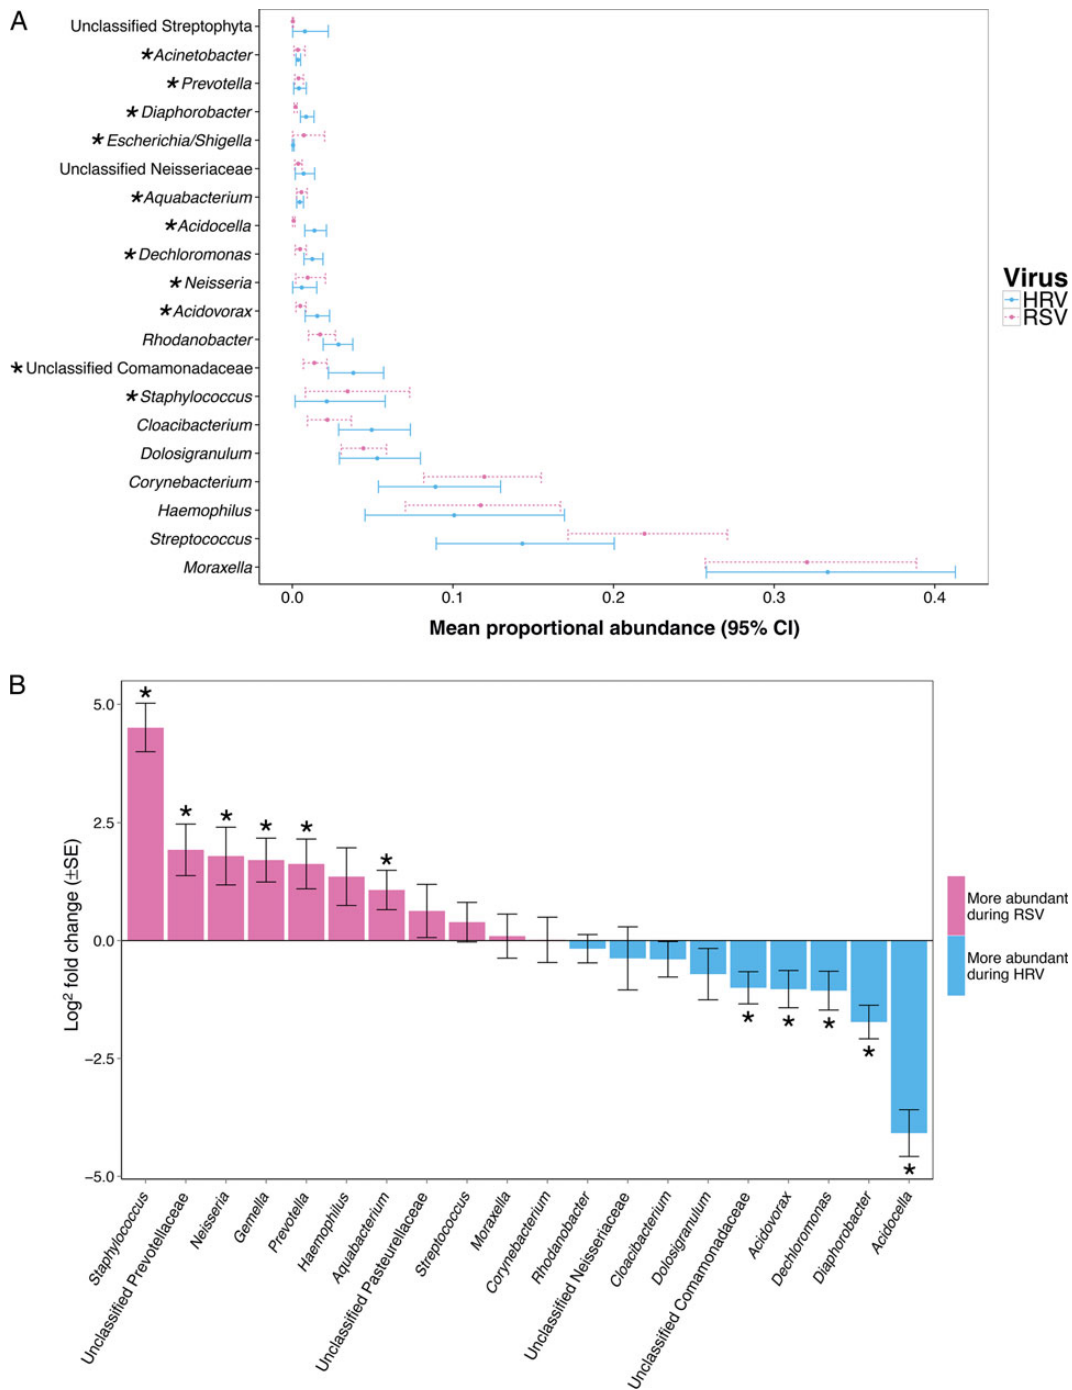 A
Unclassified Streptophyta
*Acinetobacter
*Prevotella
*Diaphorobacter
*Escherichia/Shigella
Unclassified Neisseriaceae
*Aquabacterium
*Acidocella
*Dechloromonas
*Neisseria
*Acidovorax
Rhodanobacter
*Unclassified Comamonadaceae
*Staphylococcus
Cloacibacterium
Dolosigranulum
Corynebacterium
Haemophilus
Streptococcus
Moraxella
0.0 0.1 0.2 0.3 0.4
Mean proportional abundance (95% CI)
Virus
HRV
RSV
B
Log² fold change (±SE)
5.0
2.5
0.0
−2.5
−5.0
* * * * * * * * * * *
Staphylococcus
Unclassified Prevotellaceae
Neisseria
Gemella
Prevotella
Haemophilus
Aquabacterium
Unclassified Pasturellaceae
Streptococcus
Moraxella
Corynebacterium
Rhodanobacter
Unclassified Neisseriaceae
Cloacibacterium
Dolosigranulum
Unclassified Comamonadaceae
Acidovorax
Dechloromonas
Diaphorobacter
Acidocella
More abundant
during RSV
More abundant
during HRV